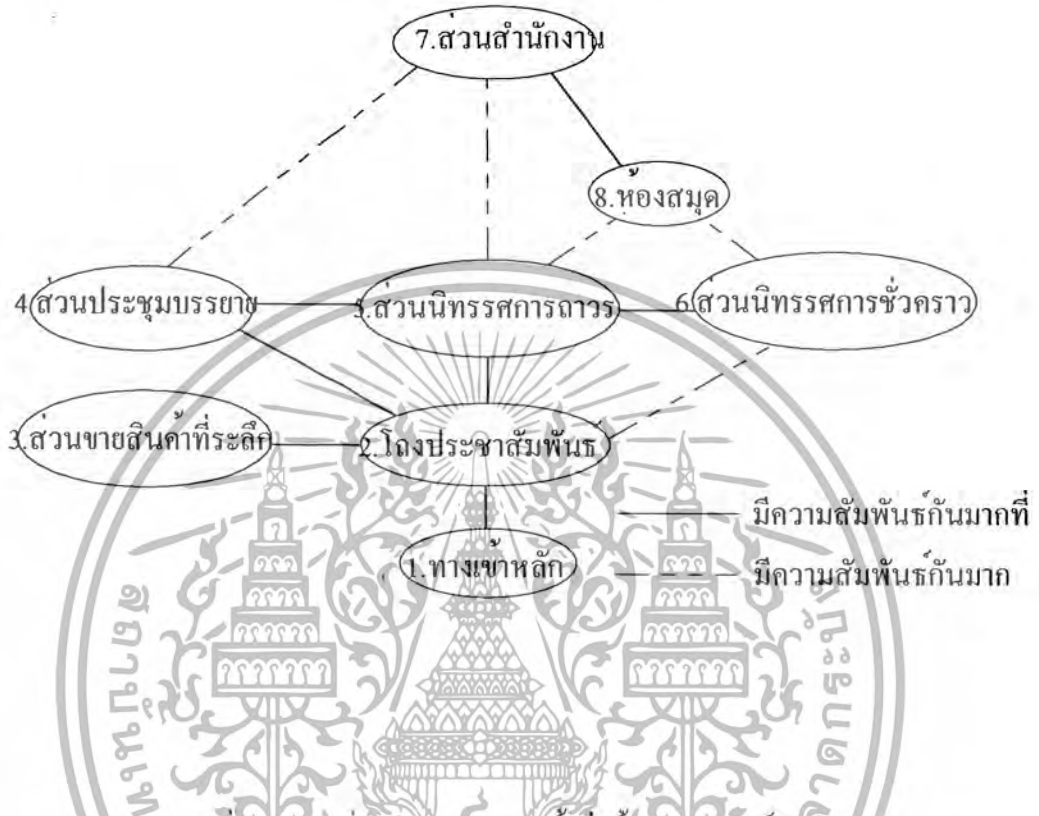 7.ส่วนสำนักงาน
8.ห้องสมุด
4.ส่วนประชุมบรรยาย
5.ส่วนนิทรรศการถาวร
6.ส่วนนิทรรศการชั่วคราว
3.ส่วนขายสินค้าที่ระลึก
2.โถงประชาสัมพันธ์
มีความสัมพันธ์กันมากที่
1.ทางเข้าหลัก
มีความสัมพันธ์กันมาก